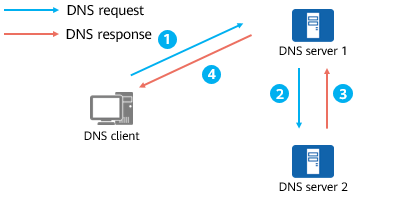 DNS request
DNS response
1
4
DNS server 1
2
3
DNS client
DNS server 2